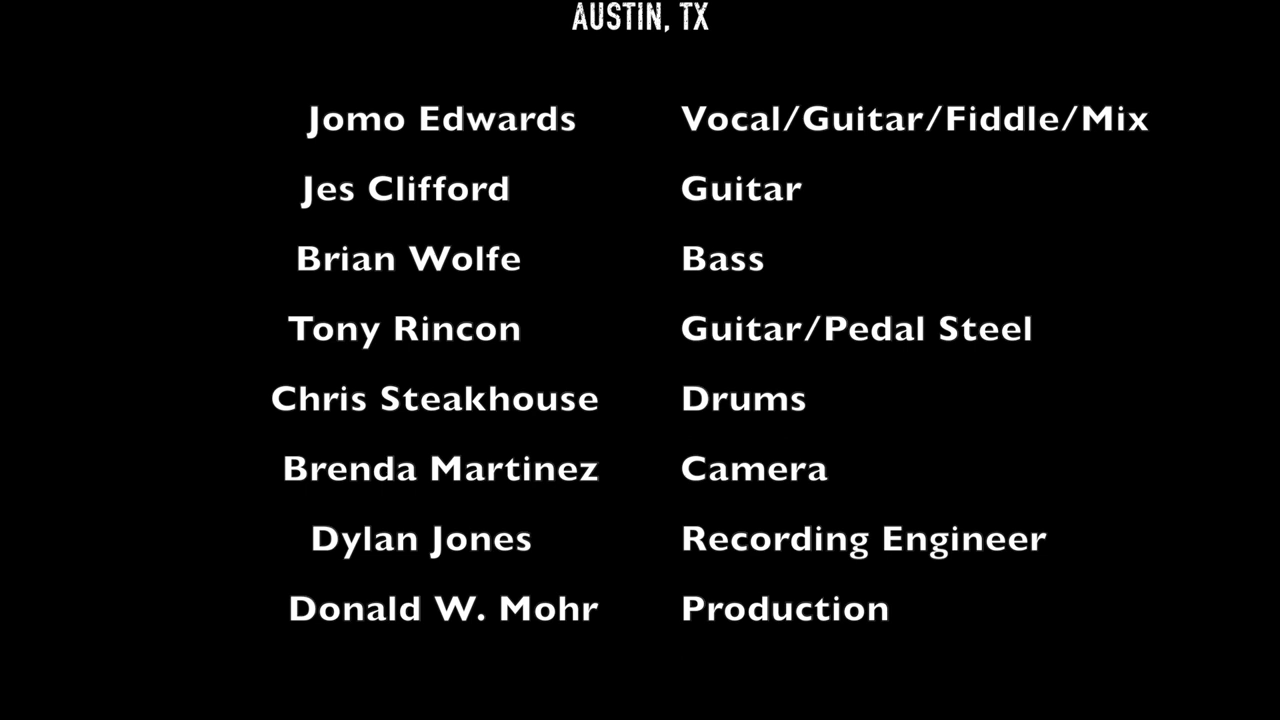 AUSTIN, TX
Jomo Edwards Vocal/Guitar/Fiddle/Mix
Jes Clifford Guitar
Brian Wolfe Bass
Tony Rincon Guitar/Pedal Steel
Chris Steakhouse Drums
Brenda Martinez Camera
Dylan Jones Recording Engineer
Donald W. Mohr Production